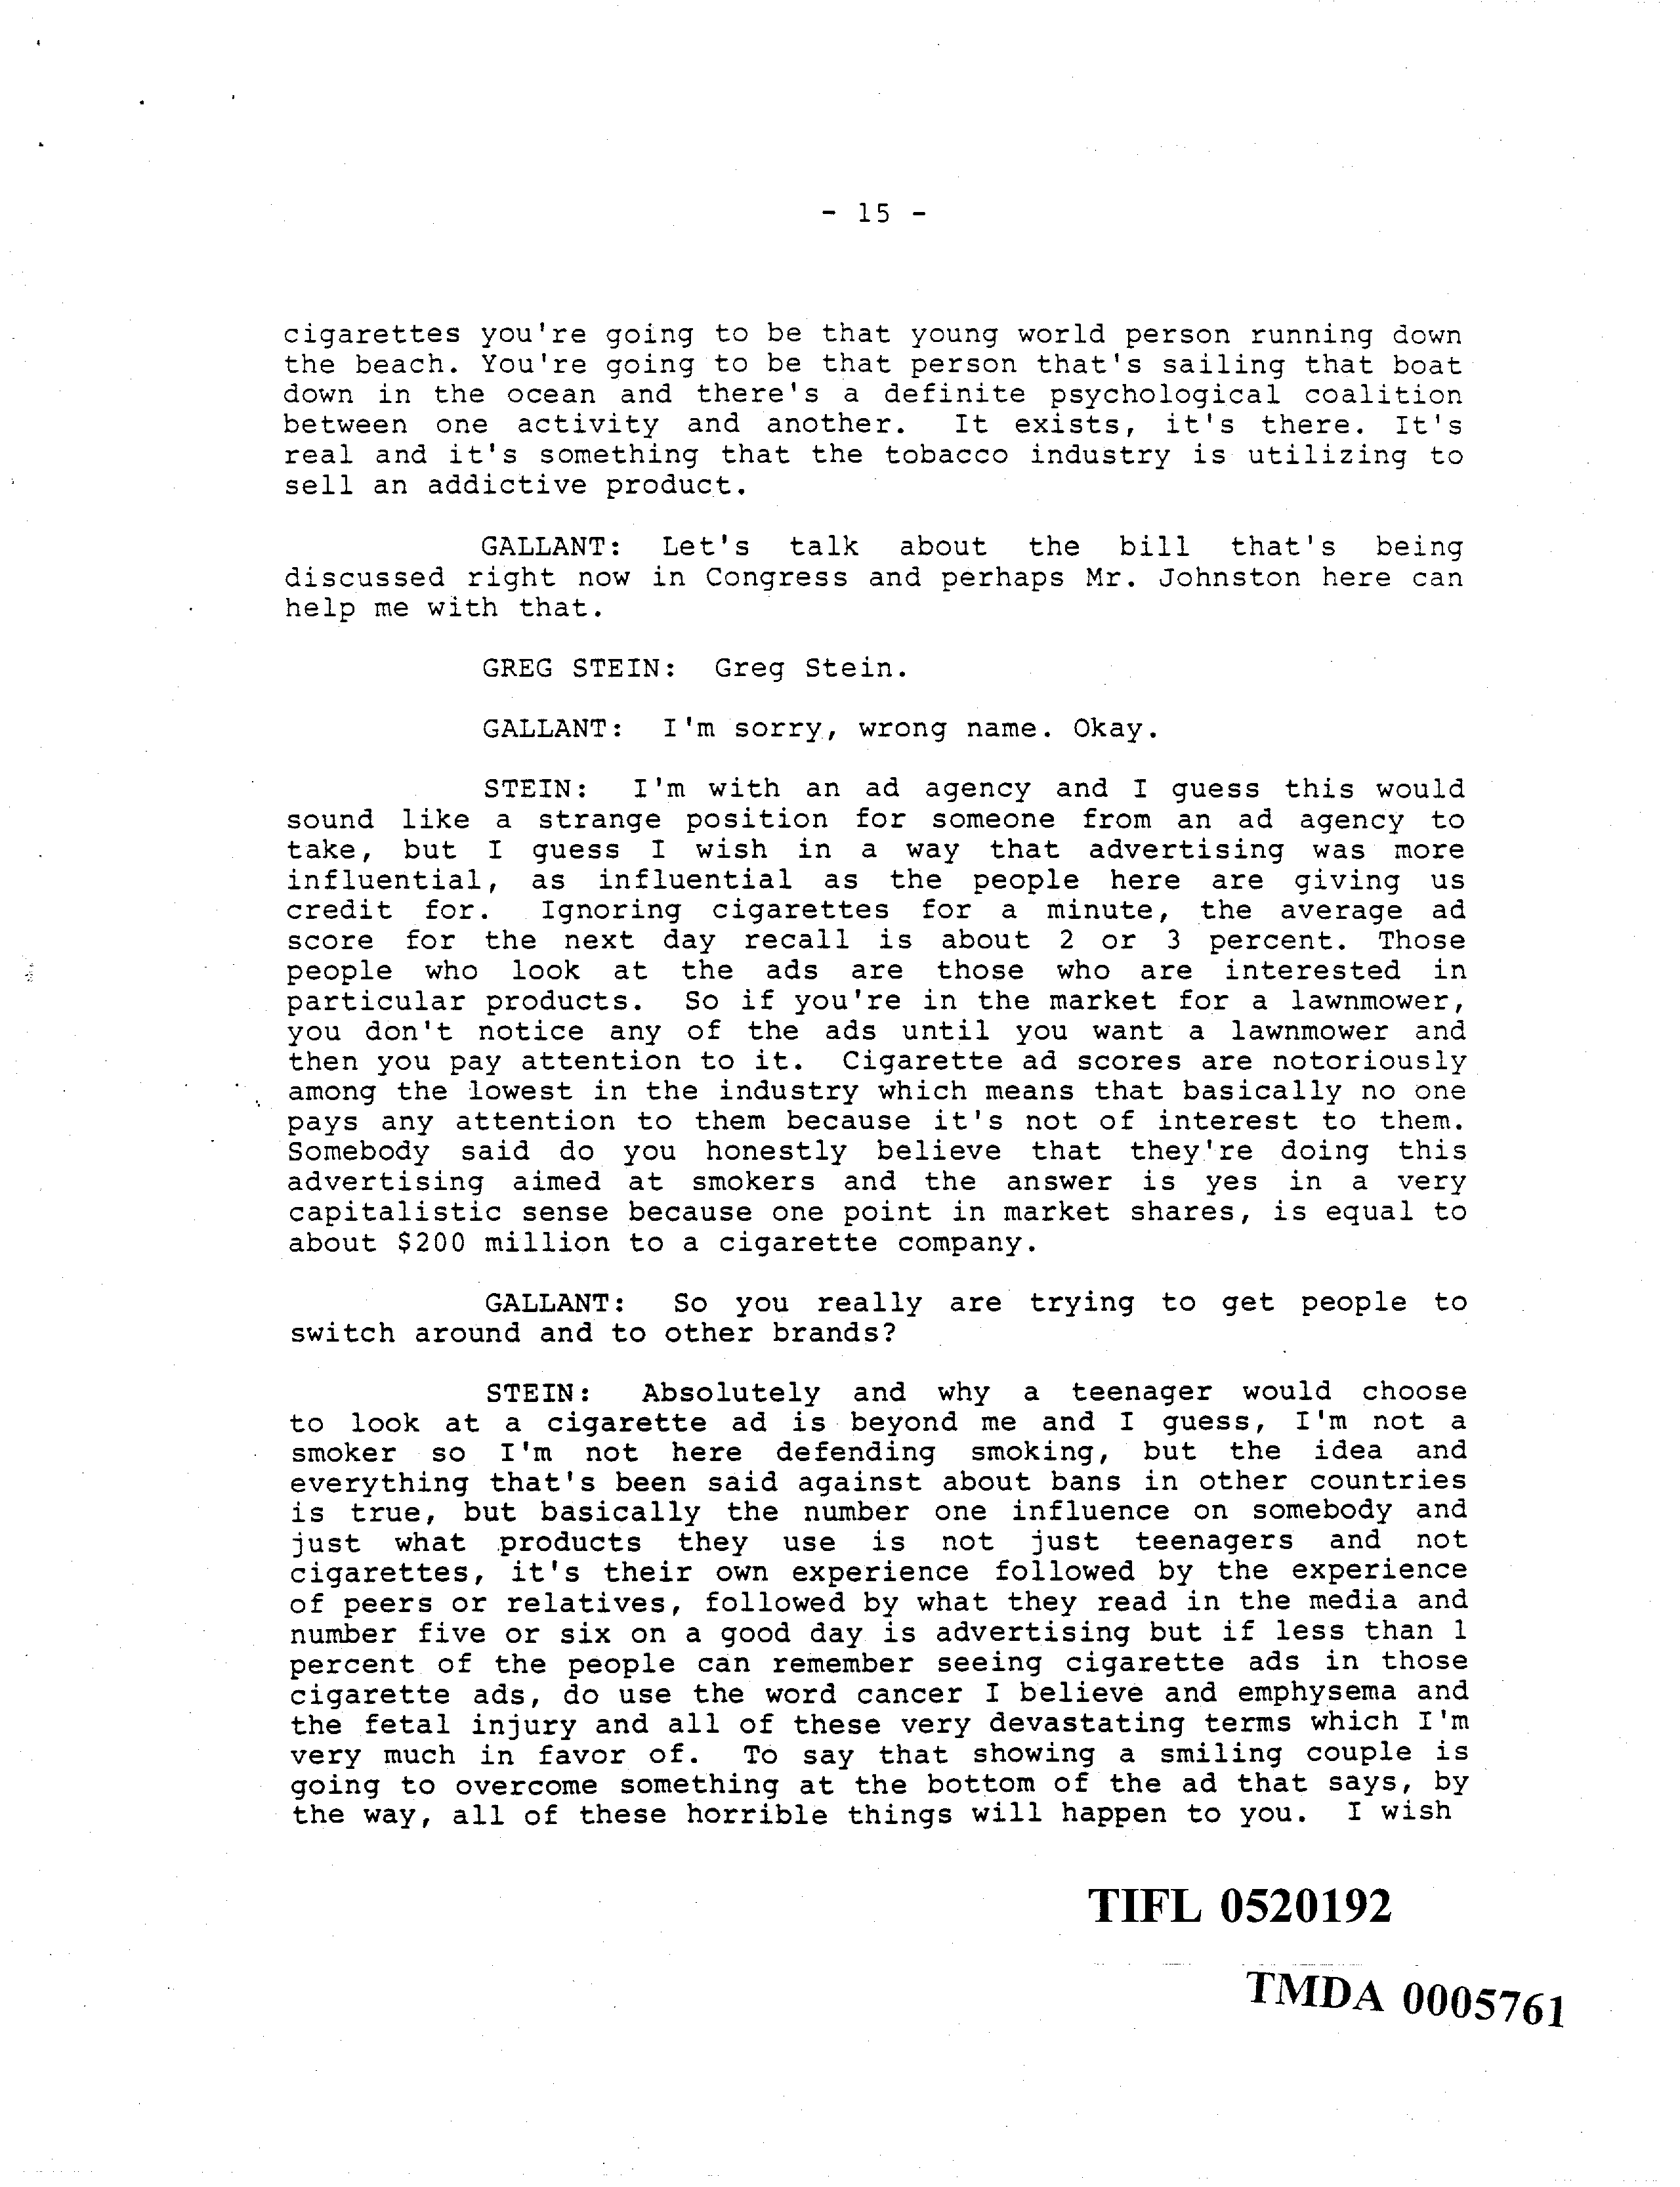 - 15 -
cigarettes you're going to be that young world person running down
the beach. You're going to be that person that's sailing that boat
down in the ocean and there's a definite psychological coalition
between one activity and another. It exists, it's there. It's
real and it's something that the tobacco industry is utilizing to
sell an addictive product.
GALLANT: Let's talk about the bill that's being
discussed right now in Congress and perhaps Mr. Johnston here can
help me with that.
GREG STEIN: Greg Stein.
GALLANT: I'm sorry, wrong name. Okay.
STEIN: I'm with an ad agency and I guess this would
sound like a strange position for someone from an ad agency to
take, but I guess I wish in a way that advertising was more
influential, as influential as the people here are giving us
credit for. Ignoring cigarettes for a minute, the average ad
score for the next day recall is about 2 or 3 percent. Those
people who look at the ads are those who are interested in
particular products. So if you're in the market for a lawnmower,
you don't notice any of the ads until you want a lawnmower and
then you pay attention to it. Cigarette ad scores are notoriously
among the lowest in the industry which means that basically no one
pays any attention to them because it's not of interest to them.
Somebody said do you honestly believe that they're doing this
advertising aimed at smokers and the answer is yes in a very
capitalistic sense because one point in market shares, is equal to
about $200 million to a cigarette company.
GALLANT: So you really are trying to get people to
switch around and to other brands?
STEIN: Absolutely and why a teenager would choose
to look at a cigarette ad is beyond me and I guess, I'm not a
smoker so I'm not here defending smoking, but the idea and
everything that's been said against about bans in other countries
is true, but basically the number one influence on somebody and
just what products they use is not just teenagers and not
cigarettes, it's their own experience followed by the experience
of peers or relatives, followed by what they read in the media and
number five or six on a good day is advertising but if less than 1
percent of the people can remember seeing cigarette ads in those
cigarette ads, do use the word cancer I believe and emphysema and
the fetal injury and all of these very devastating terms which I'm
very much in favor of. To say that showing a smiling couple is
going to overcome something at the bottom of the ad that says, by
the way, all of these horrible things will happen to you. I wish
TIFL 0520192
TMDA 0005761